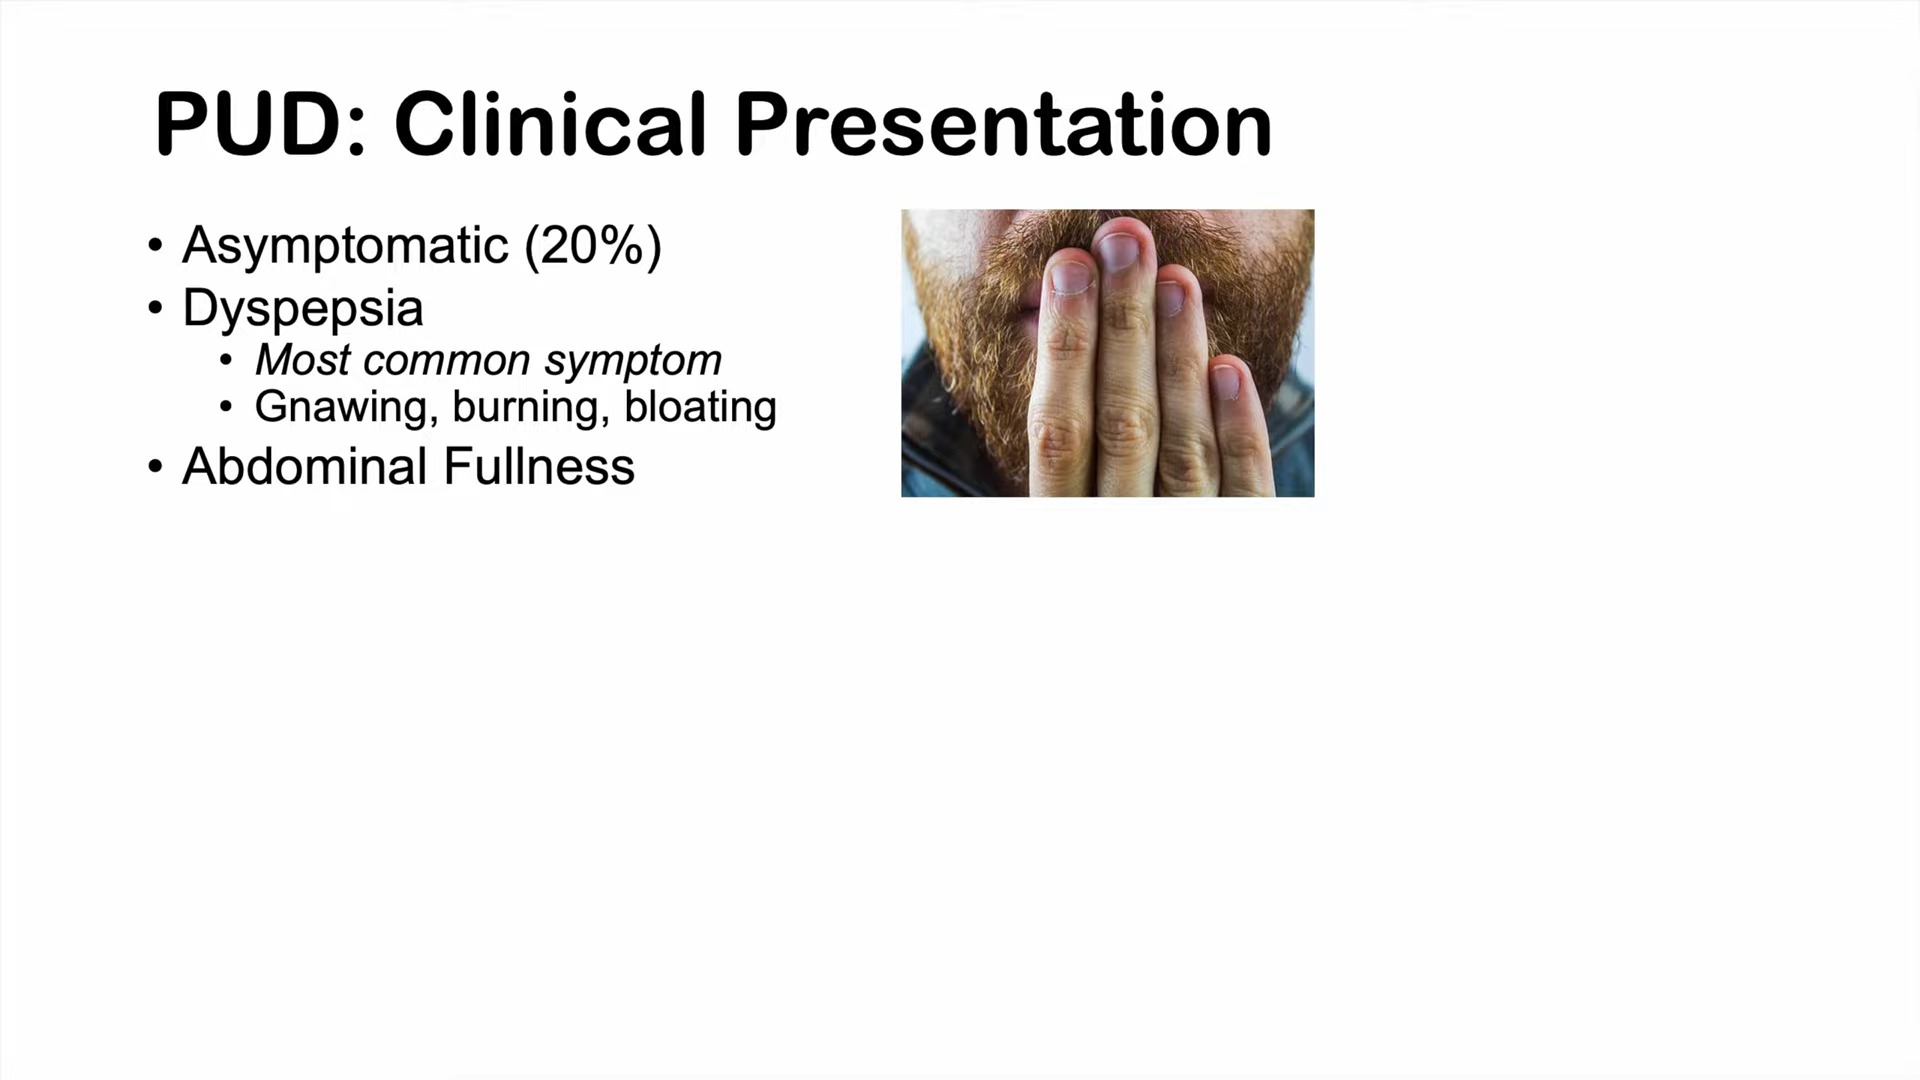 PUD: Clinical Presentation
• Asymptomatic (20%)
• Dyspepsia
• Most common symptom
• Gnawing, burning, bloating
• Abdominal Fullness